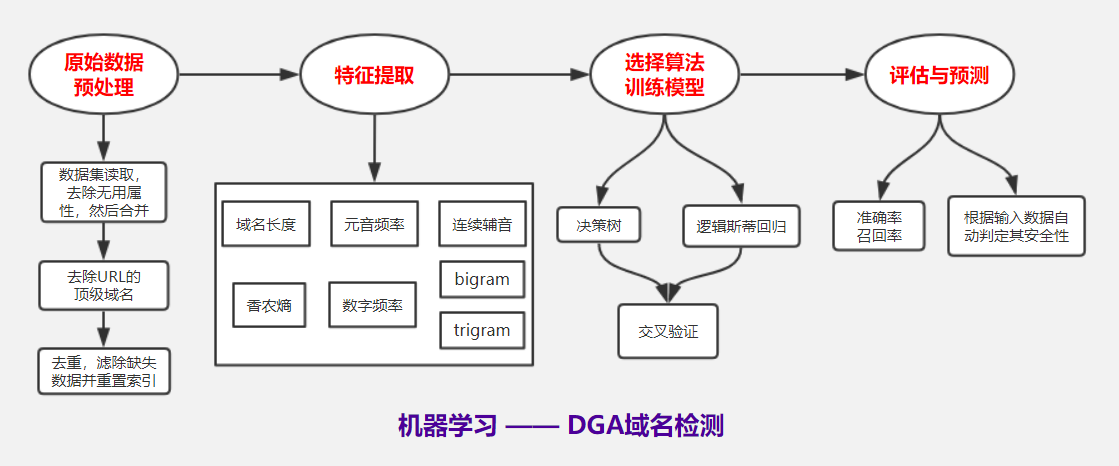 原始数据
预处理
特征提取
选择算法
训练模型
评估与预测
数据集读取，
去除无用属
性，然后合并
去除URL的
顶级域名
去重，滤除缺失
数据并重置索引
域名长度
元音频率
连续辅音
香农熵
数字频率
bigram
trigram
决策树
逻辑斯蒂回归
交叉验证
准确率
召回率
根据输入数据自
动判定其安全性
机器学习 —— DGA域名检测